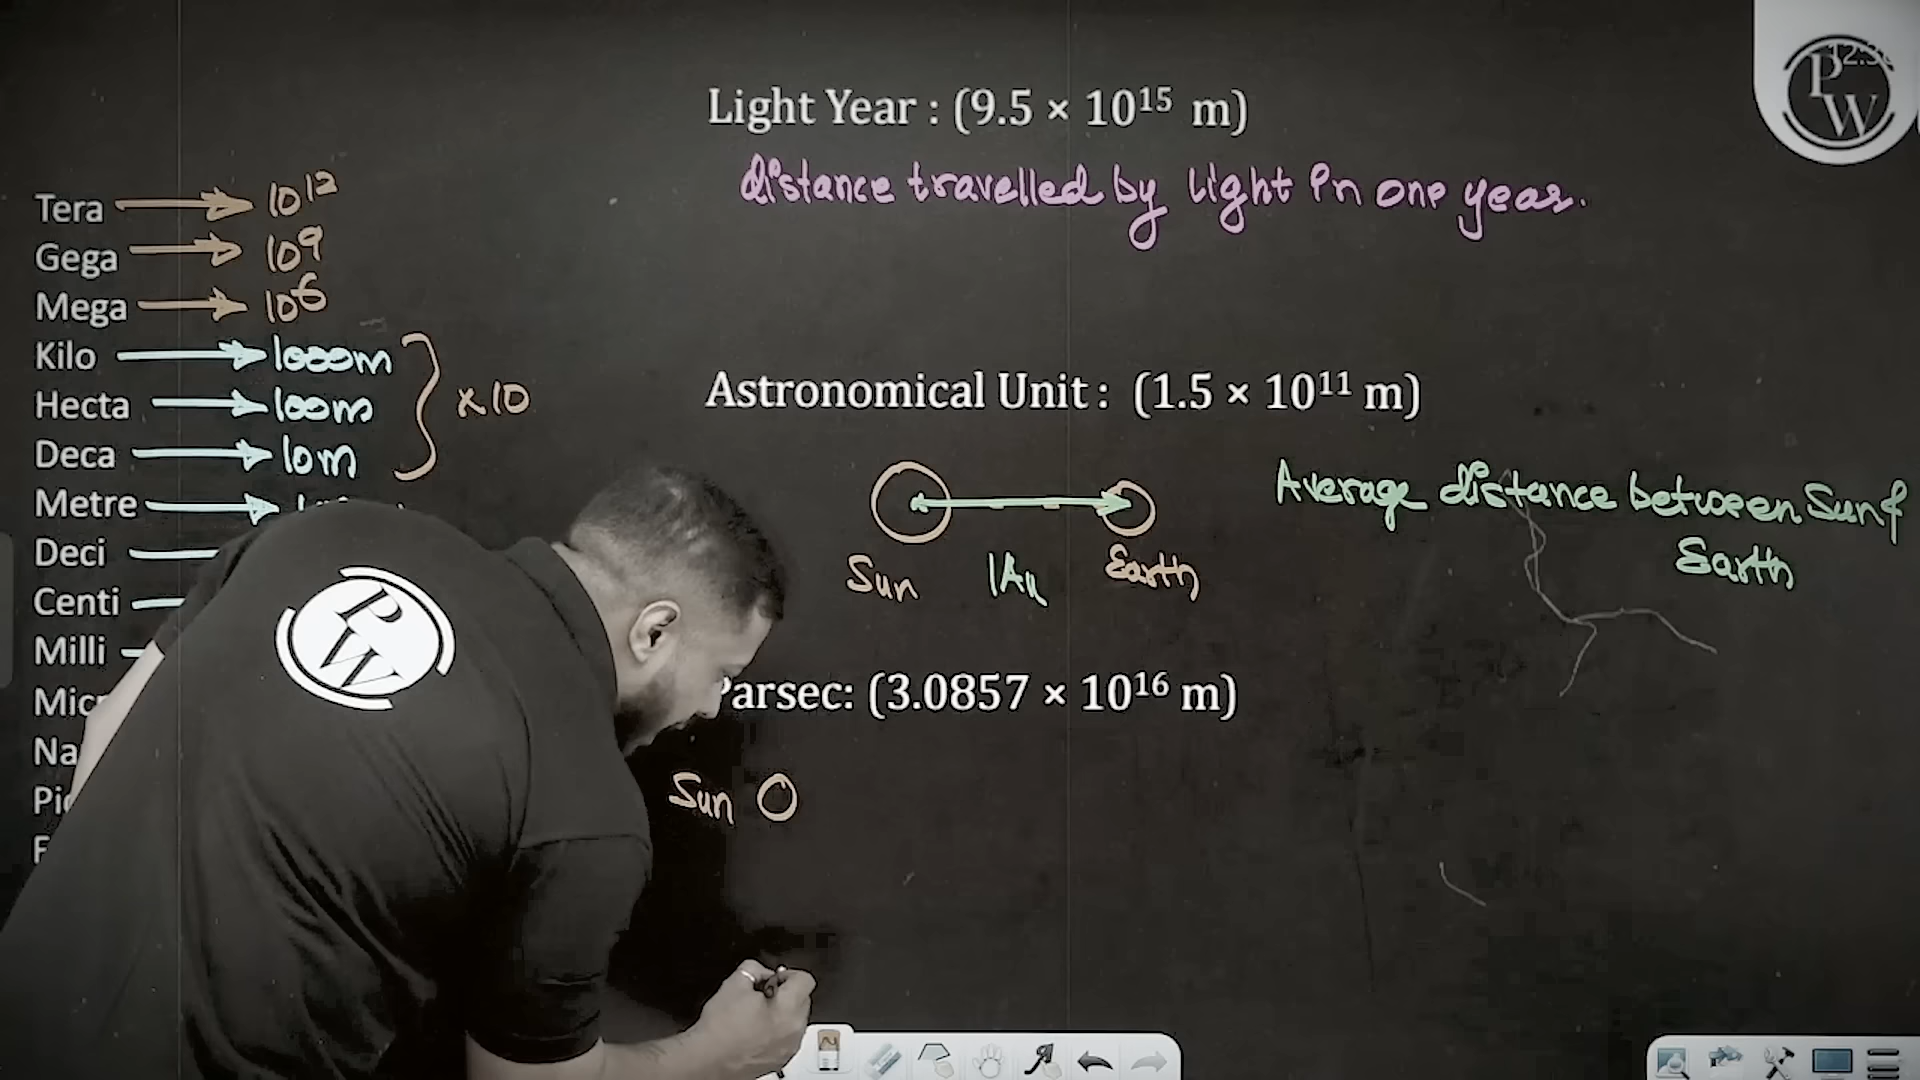 Light Year : (9.5 × 10¹⁵ m)
distance travelled by light in one year.
Tera → 10¹²
Gega → 10⁹
Mega → 10⁶
Kilo → 1000m
Hecta → 100m
Deca → 10m
×10
Metre →
Deci
Centi
Milli
Astronomical Unit : (1.5 × 10¹¹ m)
Sun 1Au Earth
Average distance between Sun &
Earth
Parsec: (3.0857 × 10¹⁶ m)
Sun
PW
PW